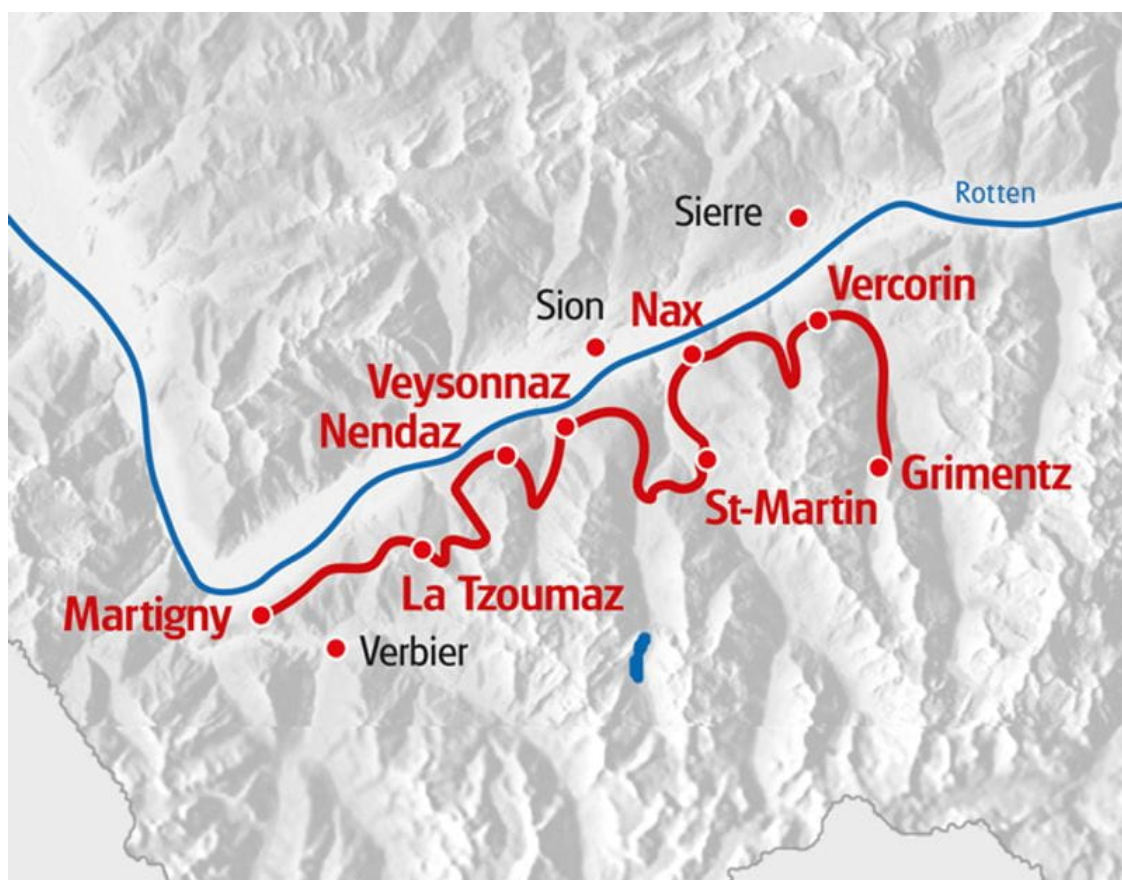 Rotten
Sierre
Vercorin
Sion
Nax
Veysonnaz
Nendaz
Grimentz
St-Martin
La Tzoumaz
Martigny
Verbier